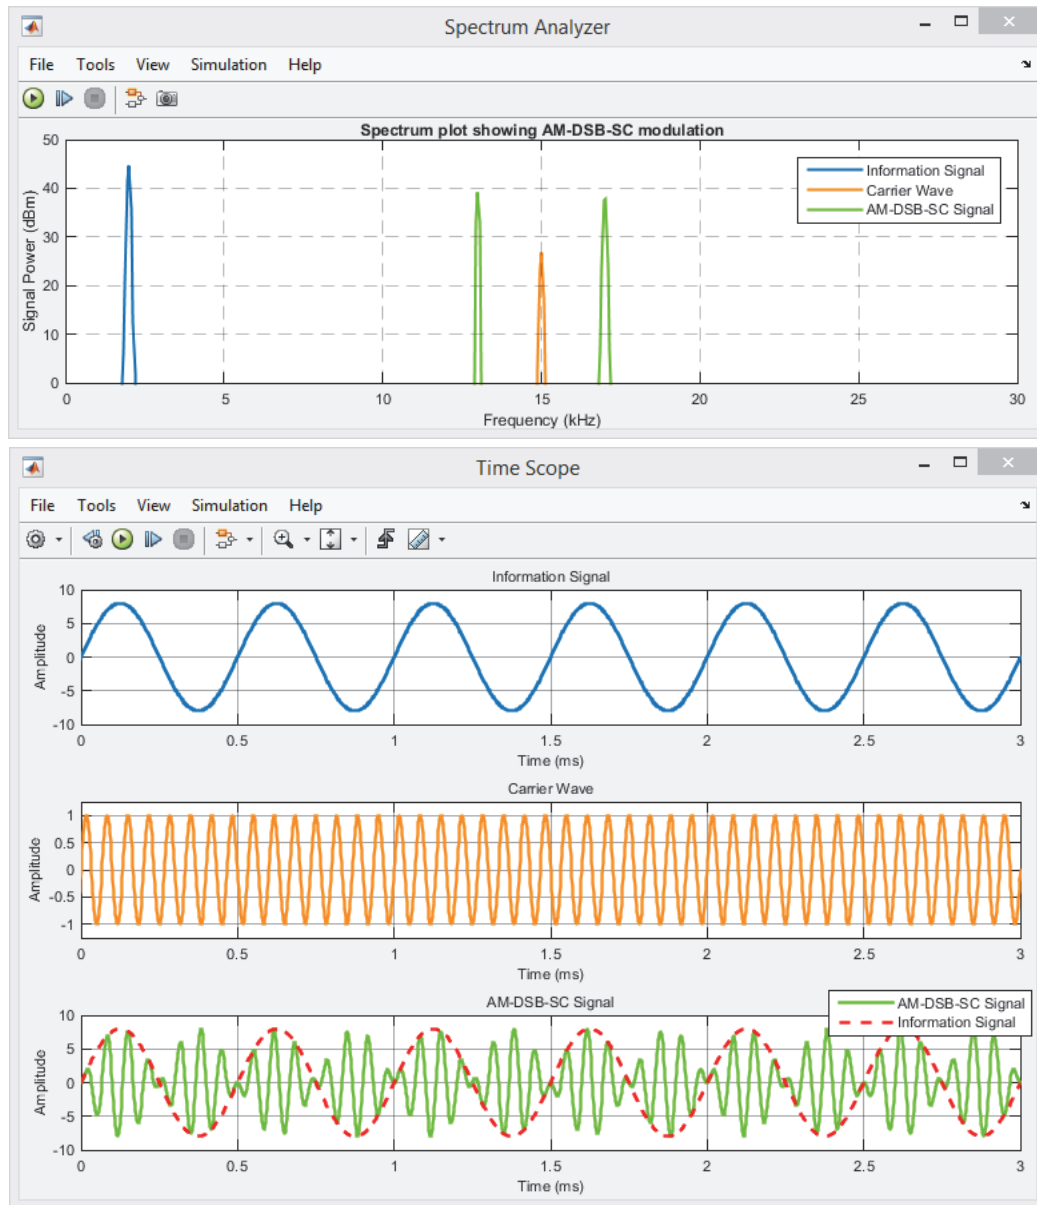 Spectrum Analyzer
File Tools View Simulation Help
Spectrum plot showing AM-DSB-SC modulation
50
40
30
20
10
0
Signal Power (dBm)
Information Signal
Carrier Wave
AM-DSB-SC Signal
0 5 10 15 20 25 30
Frequency (kHz)
Time Scope
File Tools View Simulation Help
Information Signal
10
5
0
-5
-10
Amplitude
0 0.5 1 1.5 2 2.5 3
Time (ms)
Carrier Wave
1
0.5
0
-0.5
-1
Amplitude
0 0.5 1 1.5 2 2.5 3
Time (ms)
AM-DSB-SC Signal
AM-DSB-SC Signal
Information Signal
10
5
0
-5
-10
Amplitude
0 0.5 1 1.5 2 2.5 3
Time (ms)